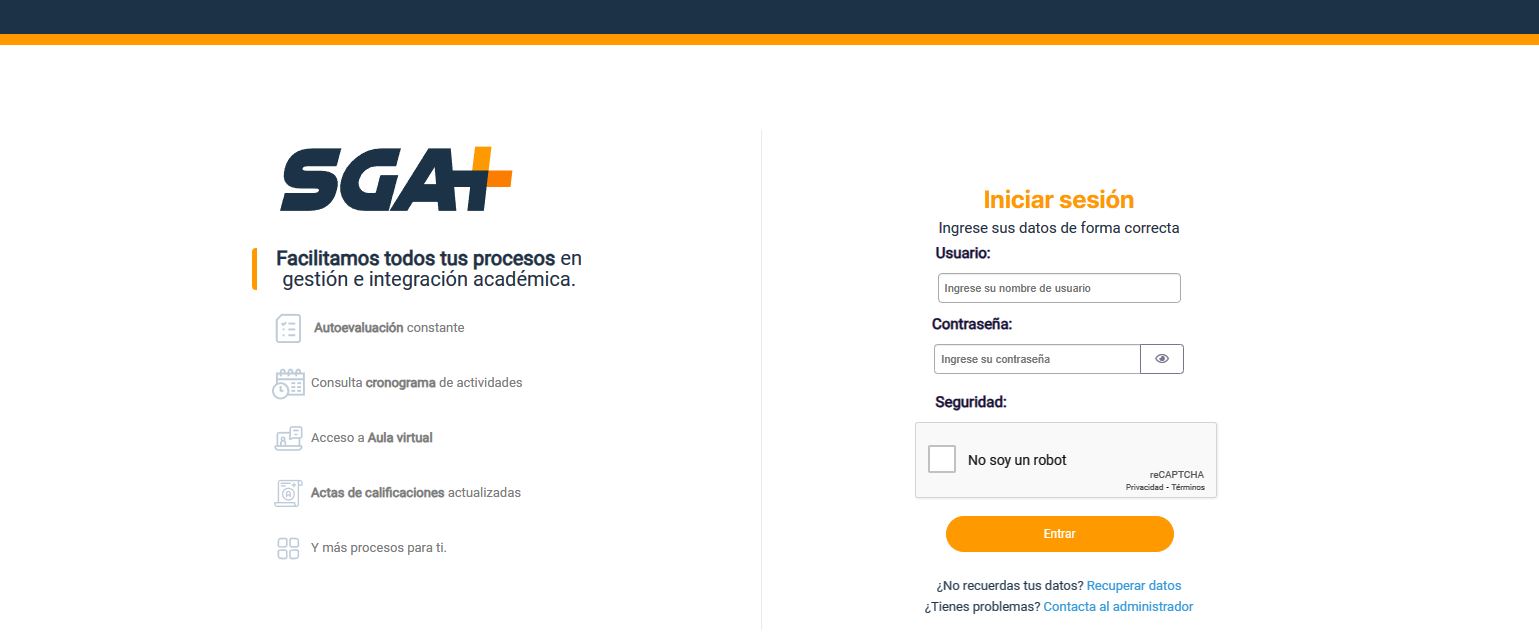 SGA+
Facilitamos todos tus procesos en
gestión e integración académica.
Autoevaluación constante
Consulta cronograma de actividades
Acceso a Aula virtual
Actas de calificaciones actualizadas
Y más procesos para ti.
Iniciar sesión
Ingrese sus datos de forma correcta
Usuario:
Ingrese su nombre de usuario
Contraseña:
Ingrese su contraseña
Seguridad:
No soy un robot
reCAPTCHA
Privacidad - Términos
Entrar
¿No recuerdas tus datos? Recuperar datos
¿Tienes problemas? Contacta al administrador